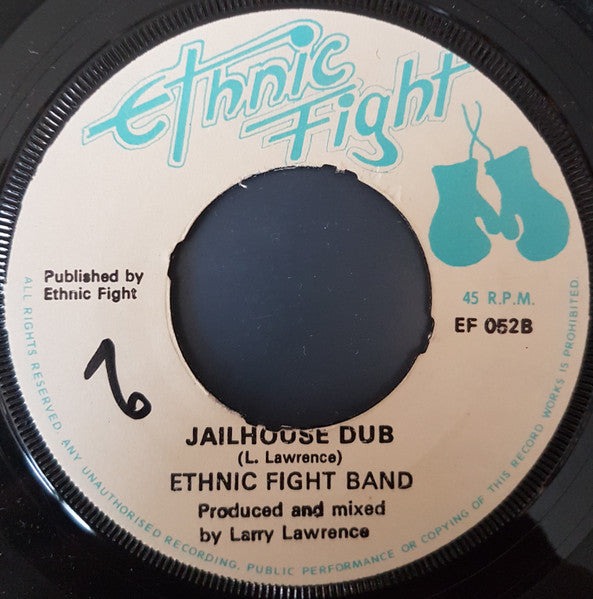 Ethnic
Fight
Published by
Ethnic Fight
45 R.P.M.
EF 052B
6
JAILHOUSE DUB
(L. Lawrence)
ETHNIC FIGHT BAND
Produced and mixed
by Larry Lawrence
ALL RIGHTS RESERVED. ANY UNAUTHORISED RECORDING, PUBLIC PERFORMANCE OR COPYING OF THIS RECORD WORKS IS PROHIBITED.